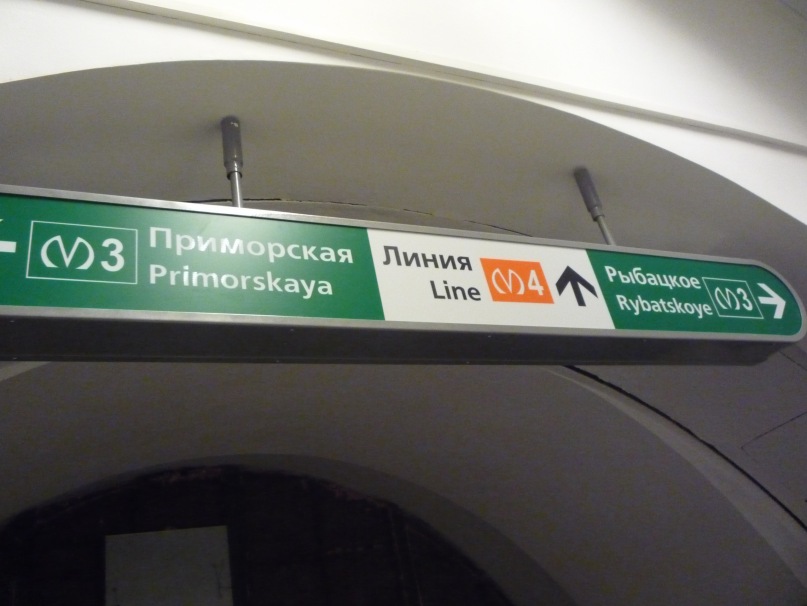 3 Приморская
Primorskaya
Линия
Line 4
Рыбацкое
Rybatskoye 3